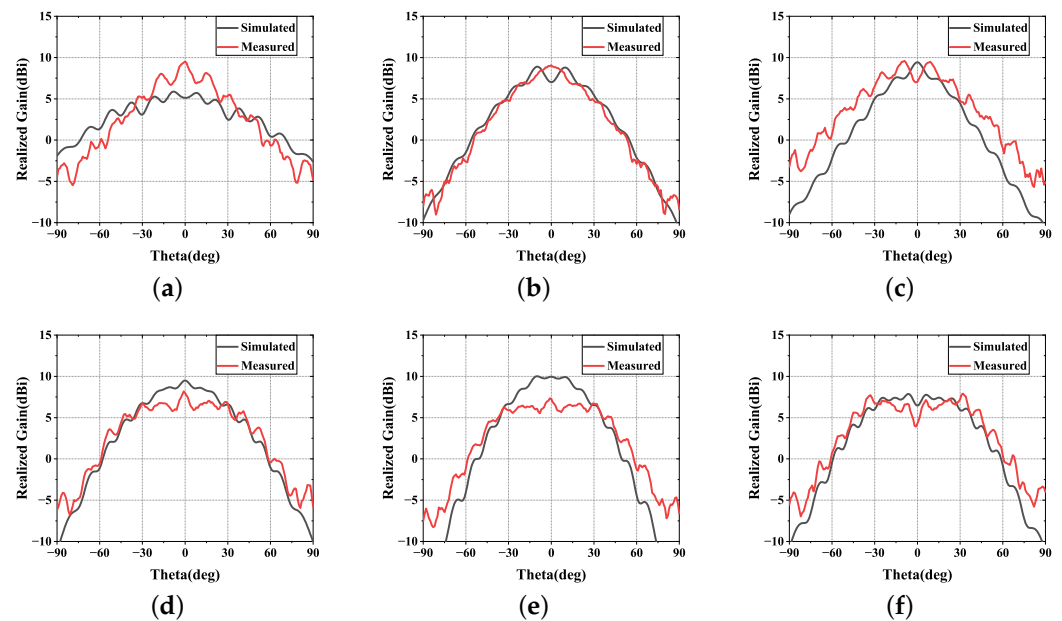 Simulated
Measured
Realized Gain(dBi)
15
10
5
0
−5
−10
−90 −60 −30 0 30 60 90
Theta(deg)
(a)
Simulated
Measured
Realized Gain(dBi)
15
10
5
0
−5
−10
−90 −60 −30 0 30 60 90
Theta(deg)
(b)
Simulated
Measured
Realized Gain(dBi)
15
10
5
0
−5
−10
−90 −60 −30 0 30 60 90
Theta(deg)
(c)
Simulated
Measured
Realized Gain(dBi)
15
10
5
0
−5
−10
−90 −60 −30 0 30 60 90
Theta(deg)
(d)
Simulated
Measured
Realized Gain(dBi)
15
10
5
0
−5
−10
−90 −60 −30 0 30 60 90
Theta(deg)
(e)
Simulated
Measured
Realized Gain(dBi)
15
10
5
0
−5
−10
−90 −60 −30 0 30 60 90
Theta(deg)
(f)